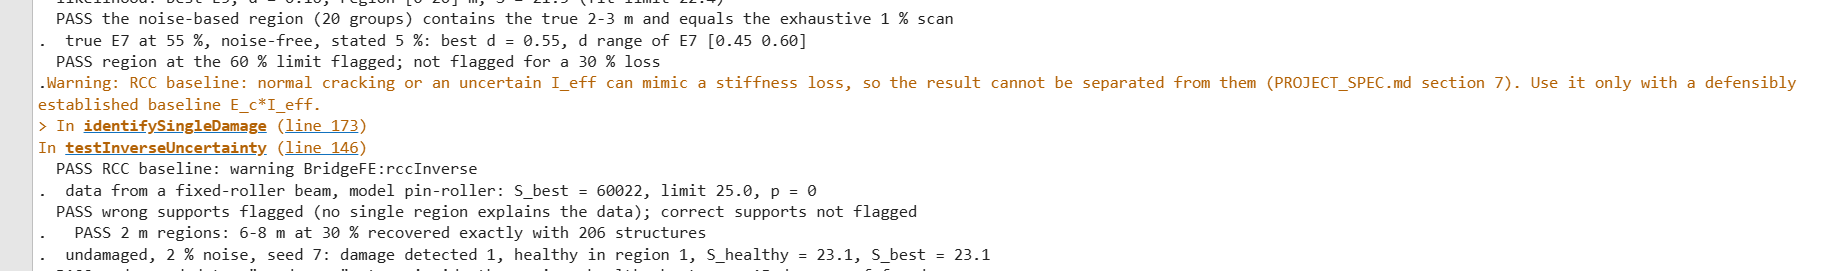 PASS the noise-based region (20 groups) contains the true 2-3 m and equals the exhaustive 1 % scan
.  true E7 at 55 %, noise-free, stated 5 %: best d = 0.55, d range of E7 [0.45 0.60]
PASS region at the 60 % limit flagged; not flagged for a 30 % loss
.Warning: RCC baseline: normal cracking or an uncertain I_eff can mimic a stiffness loss, so the result cannot be separated from them (PROJECT_SPEC.md section 7). Use it only with a defensibly
established baseline E_c*I_eff.
> In identifySingleDamage (line 173)
In testInverseUncertainty (line 146)
PASS RCC baseline: warning BridgeFE:rccInverse
.  data from a fixed-roller beam, model pin-roller: S_best = 60022, limit 25.0, p = 0
PASS wrong supports flagged (no single region explains the data); correct supports not flagged
.   PASS 2 m regions: 6-8 m at 30 % recovered exactly with 206 structures
.  undamaged, 2 % noise, seed 7: damage detected 1, healthy in region 1, S_healthy = 23.1, S_best = 23.1